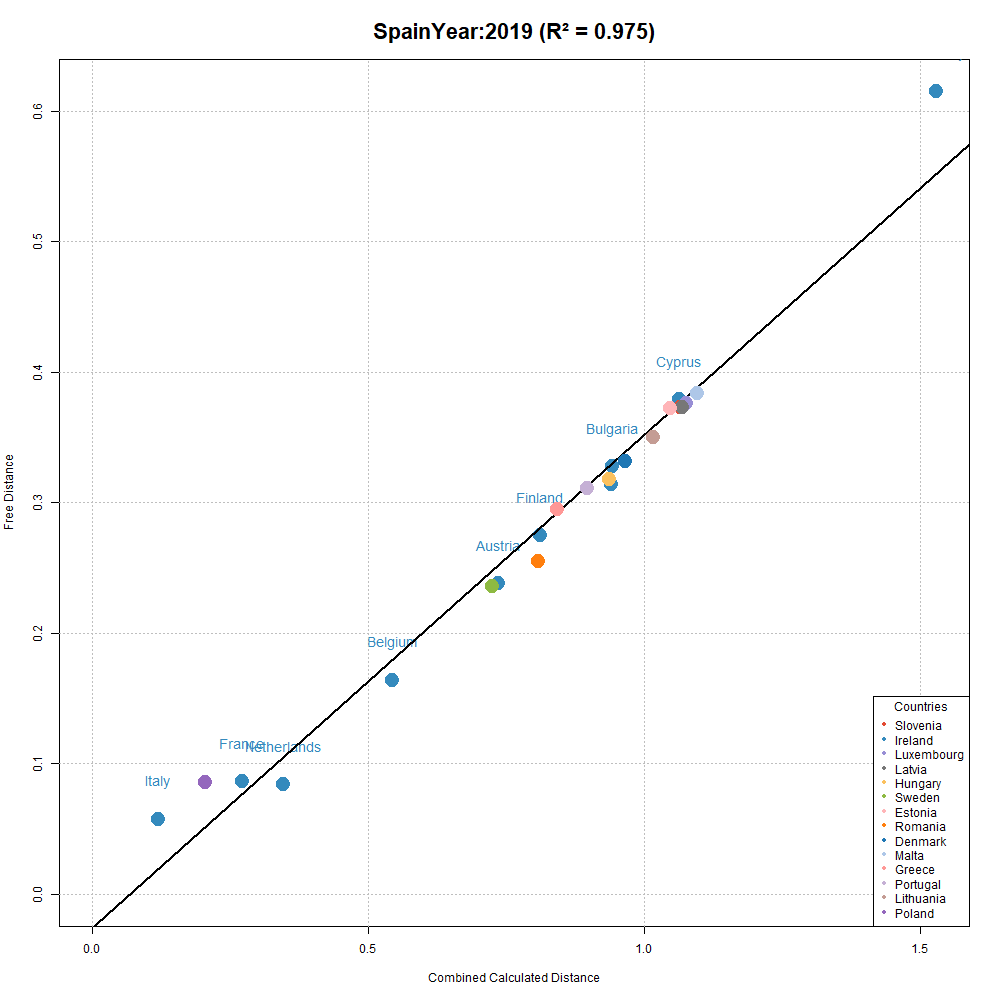 SpainYear:2019 (R² = 0.975)
Free Distance
0.6
0.5
0.4
0.3
0.2
0.1
0.0
Cyprus
Bulgaria
Finland
Austria
Belgium
France
Netherlands
Italy
Countries
Slovenia
Ireland
Luxembourg
Latvia
Hungary
Sweden
Estonia
Romania
Denmark
Malta
Greece
Portugal
Lithuania
Poland
0.0 0.5 1.0 1.5
Combined Calculated Distance